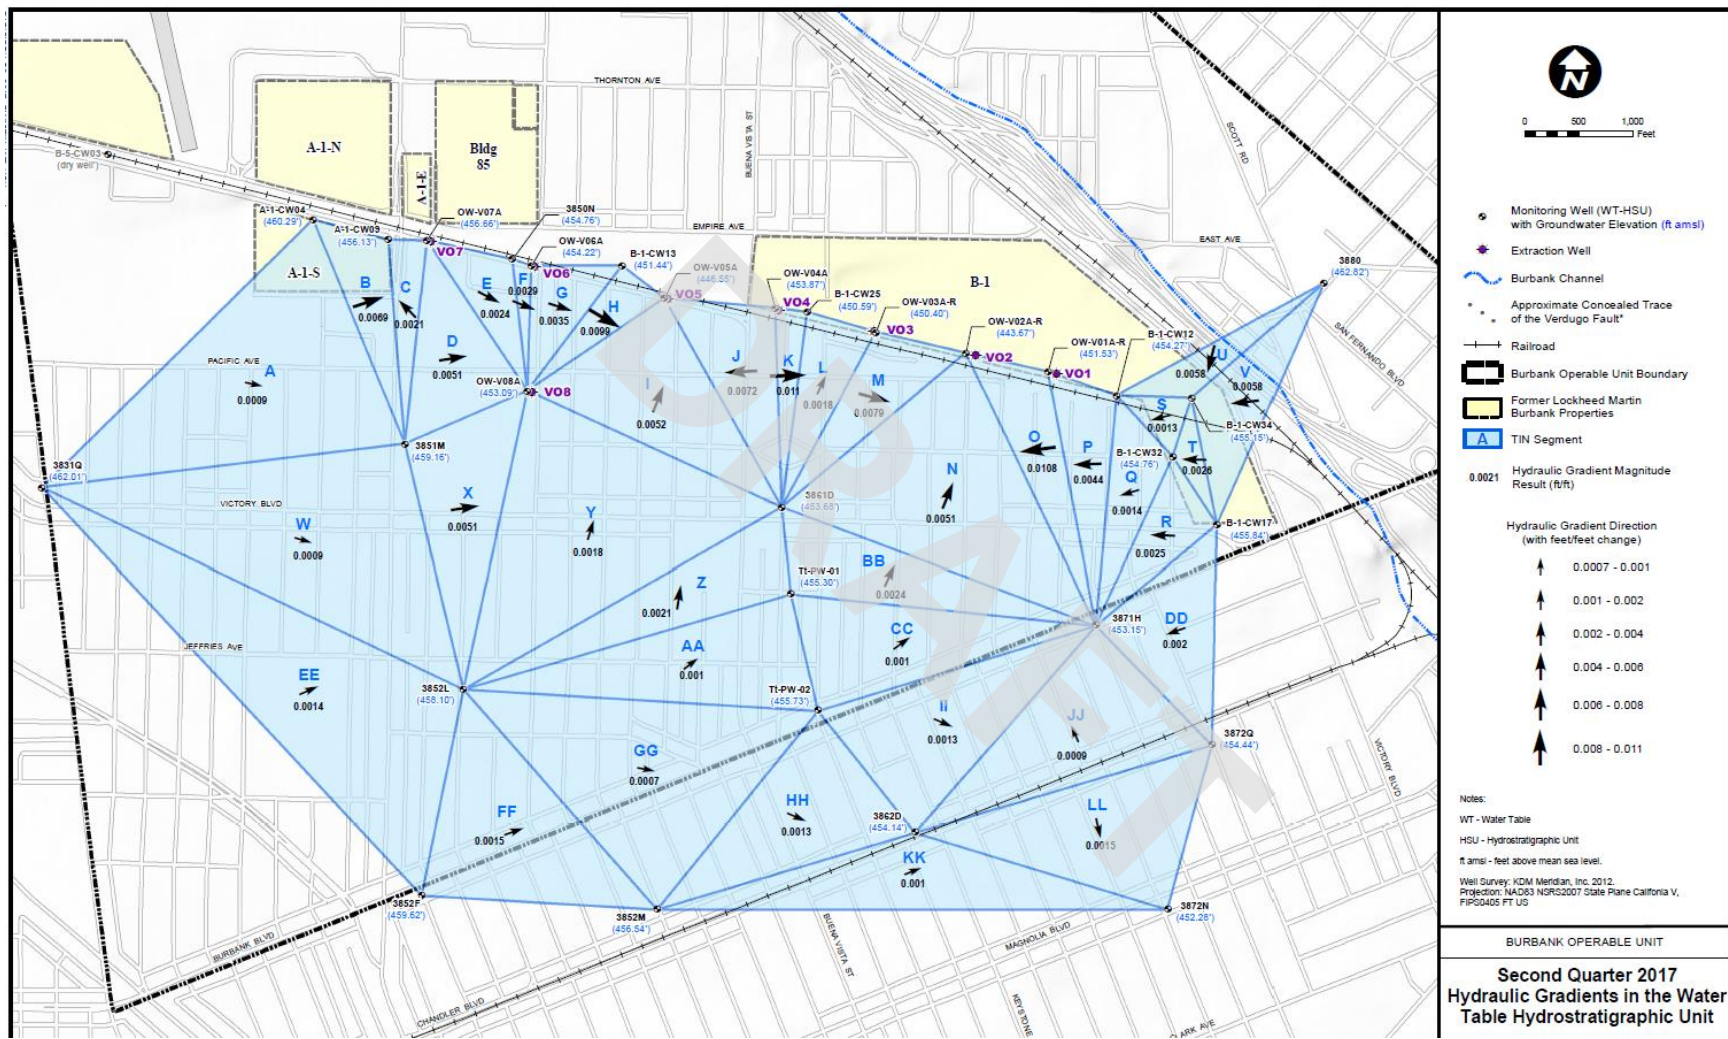 THORNTON AVE
BUENA VISTA ST
SCOTT RD
A-1-N
Bldg
85
A-1-E
B-5-CW03
(dry well)
A-1-CW04
(460.29')
A-1-CW09
(456.13')
OW-V07A
(456.66')
3850N
(454.76')
OW-V06A
(454.22')
EMPIRE AVE
B-1-CW13
(451.44')
EAST AVE
VO7
VO6
OW-V05A
(446.55')
VO5
OW-V04A
(453.87')
VO4
B-1
3880
(462.82')
A-1-S
B-1-CW25
(450.59')
OW-V03A-R
(450.40')
VO3
OW-V02A-R
(443.67')
VO2
B-1-CW12
(454.27')
SAN FERNANDO BLVD
OW-V01A-R
(451.53')
VO1
B
0.0069
C
0.0021
E
0.0024
F
0.0029
G
0.0035
H
0.0099
D
0.0051
PACIFIC AVE
A
0.0009
OW-V08A
(453.09')
VO8
I
0.0052
J
0.0072
K
0.011
L
0.0018
M
0.0079
U
0.0058
V
0.0058
S
0.0013
B-1-CW34
(455.15')
3851M
(459.16')
3831Q
(462.01')
O
0.0108
P
0.0044
B-1-CW32
(454.76')
Q
0.0014
T
0.0026
VICTORY BLVD
X
0.0051
Y
0.0018
3861D
(453.68')
N
0.0051
B-1-CW17
(455.84')
R
0.0025
W
0.0009
Z
0.0021
Tt-PW-01
(455.30')
BB
0.0024
3871H
(453.15')
DD
0.002
JEFFRIES AVE
AA
0.001
CC
0.001
EE
0.0014
3852L
(458.10')
Tt-PW-02
(455.73')
II
0.0013
JJ
0.0009
3872Q
(454.44')
VICTORY BLVD
GG
0.0007
FF
0.0015
HH
0.0013
3862D
(454.14')
LL
0.0015
KK
0.001
3852F
(459.62')
3852M
(456.54')
3872N
(452.28')
BURBANK BLVD
CHANDLER BLVD
BUENA VISTA ST
MAGNOLIA BLVD
KEYSTONE
CLARK AVE
DRAFT
N
0 500 1,000
Feet
Monitoring Well (WT-HSU)
with Groundwater Elevation (ft amsl)
Extraction Well
Burbank Channel
Approximate Concealed Trace
of the Verdugo Fault*
Railroad
Burbank Operable Unit Boundary
Former Lockheed Martin
Burbank Properties
A TIN Segment
0.0021 Hydraulic Gradient Magnitude
Result (ft/ft)
Hydraulic Gradient Direction
(with feet/feet change)
0.0007 - 0.001
0.001 - 0.002
0.002 - 0.004
0.004 - 0.006
0.006 - 0.008
0.008 - 0.011
Notes:
WT - Water Table
HSU - Hydrostratigraphic Unit
ft amsl - feet above mean sea level.
Well Survey: KDM Meridian, Inc. 2012.
Projection: NAD83 NSRS2007 State Plane Califonia V,
FIPS0405 FT US
BURBANK OPERABLE UNIT
Second Quarter 2017
Hydraulic Gradients in the Water
Table Hydrostratigraphic Unit